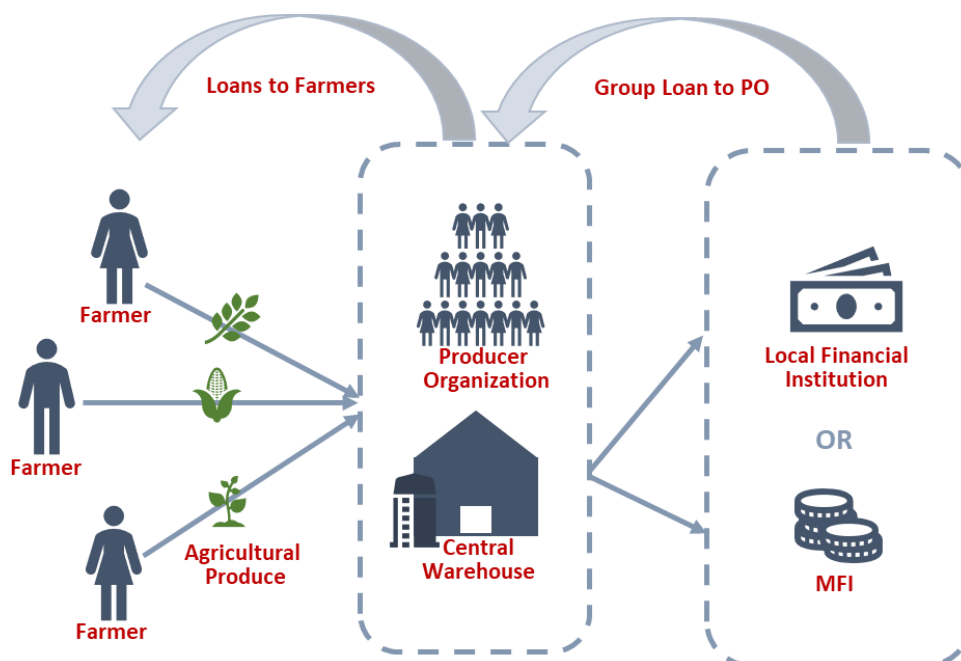 Loans to Farmers
Group Loan to PO
Farmer
Farmer
Farmer
Agricultural
Produce
Producer
Organization
Central
Warehouse
Local Financial
Institution
OR
MFI